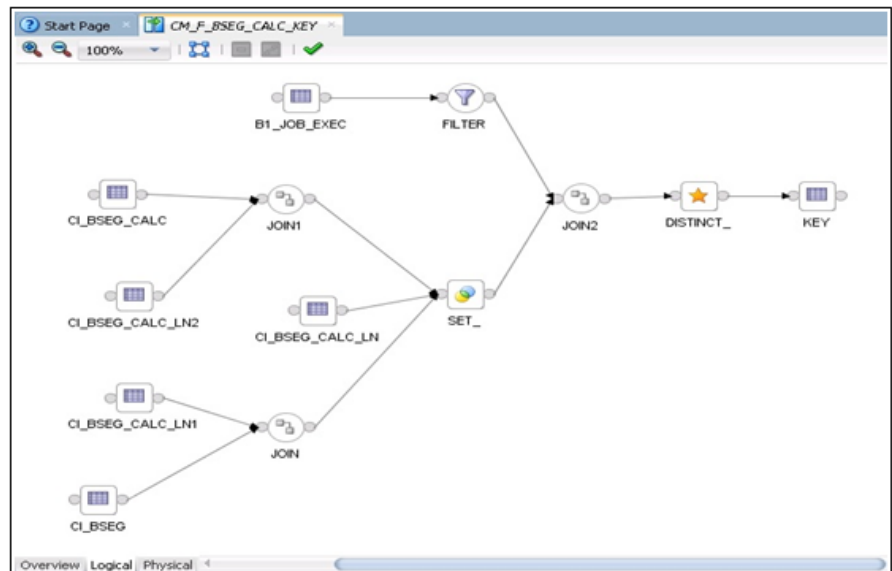 Start Page
CM_F_BSEG_CALC_KEY
100%
B1_JOB_EXEC
FILTER
CI_BSEG_CALC
JOIN1
JOIN2
DISTINCT_
KEY
CI_BSEG_CALC_LN2
CI_BSEG_CALC_LN
SET_
CI_BSEG_CALC_LN1
JOIN
CI_BSEG
Overview Logical Physical